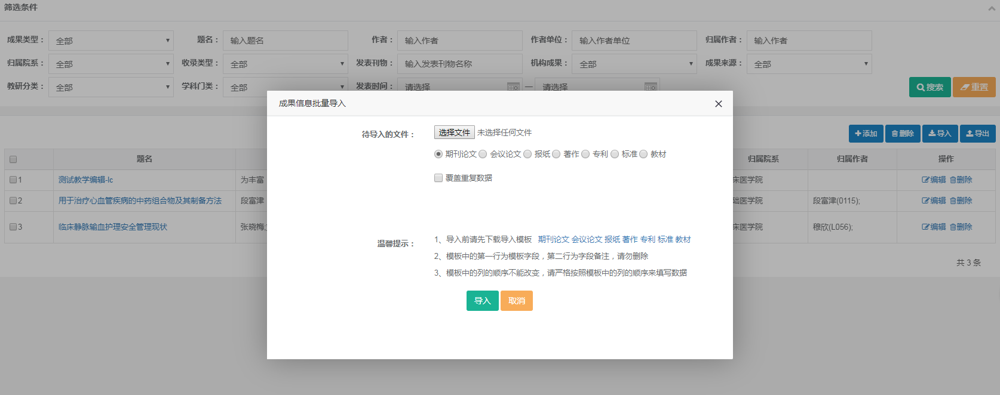 筛选条件
成果类型： 全部 题名： 输入题名 作者： 输入作者 作者单位： 输入作者单位 归属作者： 输入作者
归属院系： 全部 收录类型： 全部 发表刊物： 输入发表刊物名称 机构成果： 全部 成果来源： 全部
教研分类： 全部 学科门类： 全部 发表时间： 请选择 — 请选择 搜索 重置
成果信息批量导入
待导入的文件： 选择文件 未选择任何文件
期刊论文 会议论文 报纸 著作 专利 标准 教材
覆盖重复数据
温馨提示： 1、导入前请先下载导入模板 期刊论文 会议论文 报纸 著作 专利 标准 教材
2、模板中的第一行为模板字段，第二行为字段备注，请勿删除
3、模板中的列的顺序不能改变，请严格按照模板中的列的顺序来填写数据
导入 取消
添加 删除 导入 导出
题名 归属院系 归属作者 操作
1 测试教学编辑-lc 为丰富 床医学院 编辑 删除
2 用于治疗心血管疾病的中药组合物及其制备方法 段富津 础医学院 段富津(0115); 编辑 删除
3 临床静脉输血护理安全管理现状 张晓梅; 床医学院 穆欣(L056); 编辑 删除
共 3 条